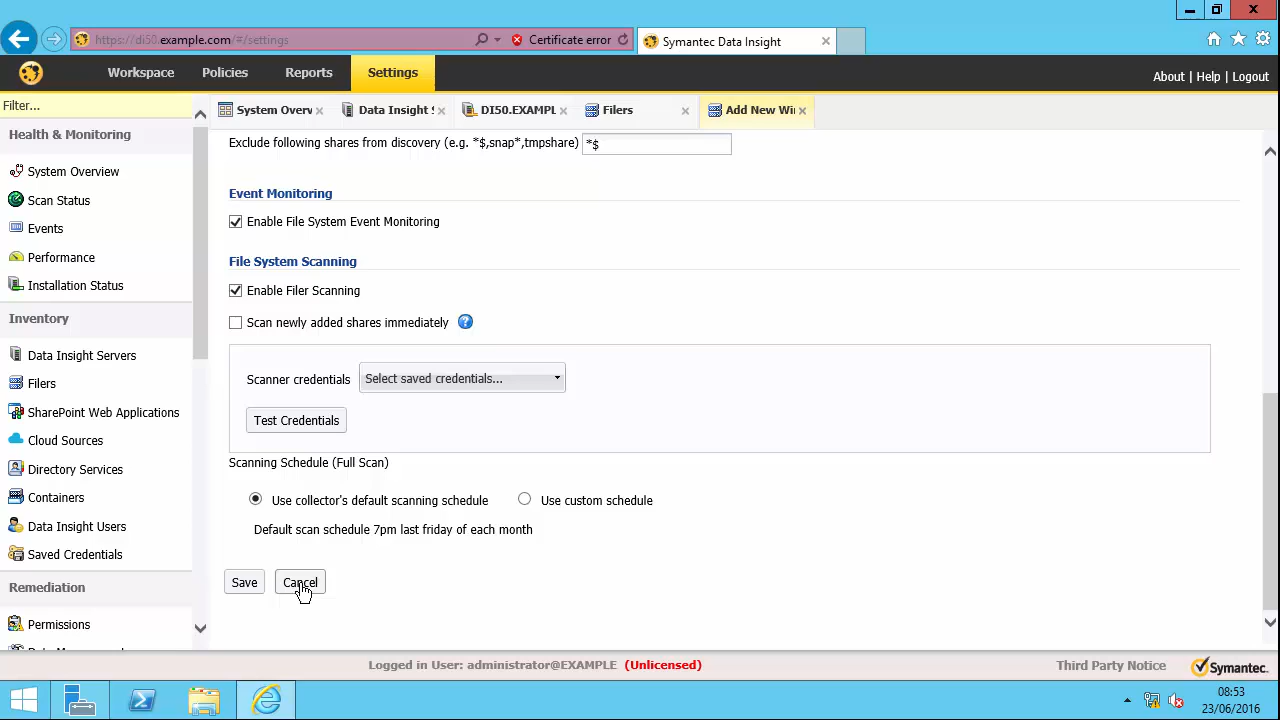 https://di50.example.com/#/settings
Certificate error
Symantec Data Insight
Workspace
Policies
Reports
Settings
About | Help | Logout
Filter...
System Overv
Data Insight S
DI50.EXAMPL
Filers
Add New Wi
Health & Monitoring
System Overview
Scan Status
Events
Performance
Installation Status
Inventory
Data Insight Servers
Filers
SharePoint Web Applications
Cloud Sources
Directory Services
Containers
Data Insight Users
Saved Credentials
Remediation
Permissions
Exclude following shares from discovery (e.g. *$,snap*,tmpshare) *$
Event Monitoring
Enable File System Event Monitoring
File System Scanning
Enable Filer Scanning
Scan newly added shares immediately
Scanner credentials Select saved credentials...
Test Credentials
Scanning Schedule (Full Scan)
Use collector's default scanning schedule Use custom schedule
Default scan schedule 7pm last friday of each month
Save Cancel
Logged in User: administrator@EXAMPLE (Unlicensed)
Third Party Notice
Symantec.
08:53
23/06/2016